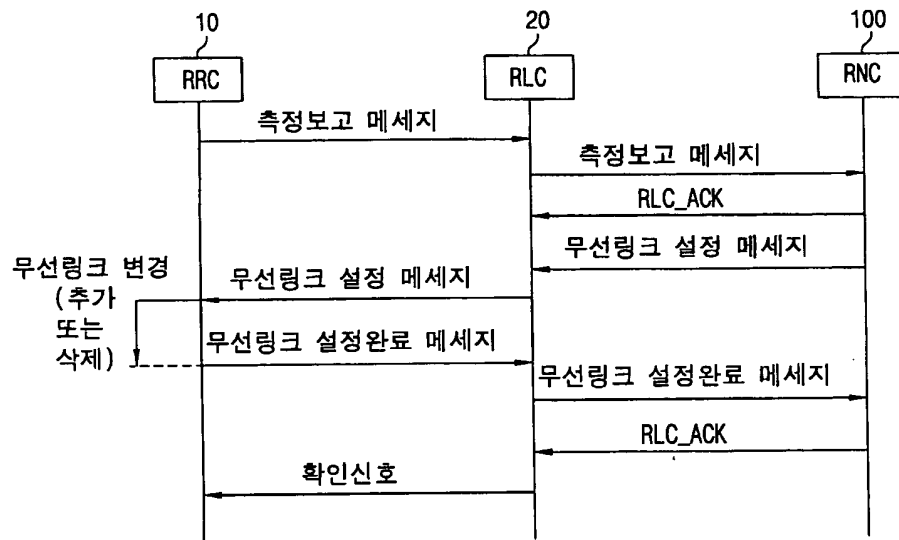 10
20
100
RRC
RLC
RNC
측정보고 메세지
측정보고 메세지
RLC_ACK
무선링크 설정 메세지
무선링크 변경
(추가
또는
삭제)
무선링크 설정 메세지
무선링크 설정완료 메세지
무선링크 설정완료 메세지
RLC_ACK
확인신호